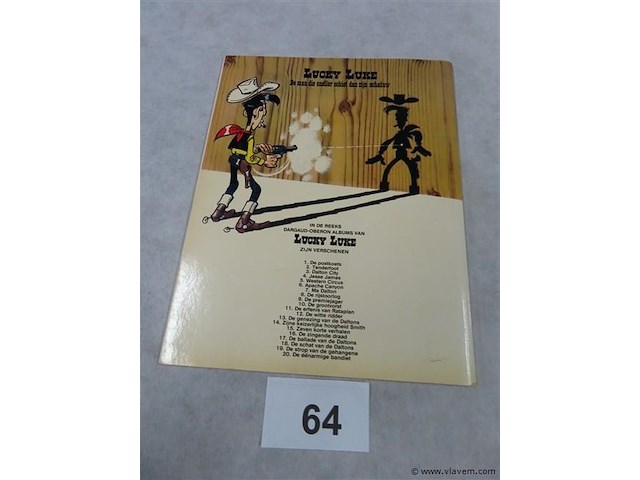 LUCKY LUKE
De man die sneller schiet dan zijn schaduw
IN DE REEKS
DARGAUD-OBERON ALBUMS VAN
LUCKY LUKE
ZIJN VERSCHENEN
1. De postkoets
2. Tenderfoot
3. Dalton City
4. Jesse James
5. Western Circus
6. Apache Canyon
7. Ma Dalton
8. De rijstoorlog
9. De premiejager
10. De grootvorst
11. De erfenis van Rataplan
12. De witte ridder
13. De genezing van de Daltons
14. Zijne keizerlijke hoogheid Smith
15. Zeven korte verhalen
16. De zingende draad
17. De ballade van de Daltons
18. De schat van de Daltons
19. De strop van de gehangene
20. De éénarmige bandiet
64
© www.vlavem.com